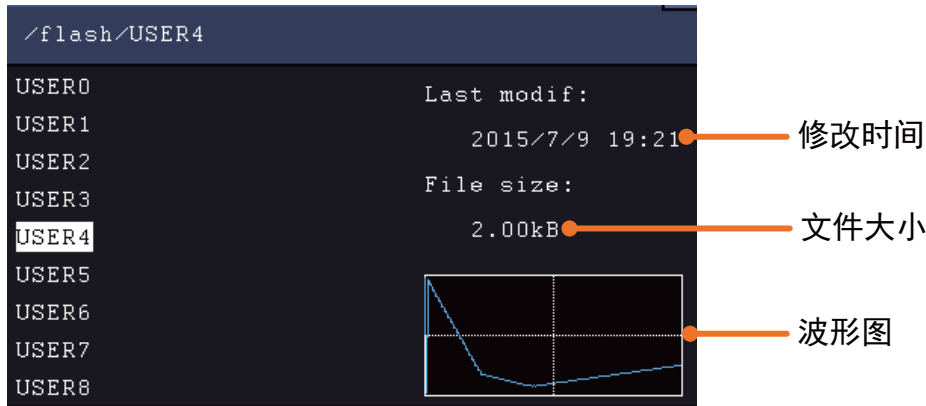 /flash/USER4
USER0
USER1
USER2
USER3
USER4
USER5
USER6
USER7
USER8
Last modif:
2015/7/9 19:21
File size:
2.00kB
修改时间
文件大小
波形图